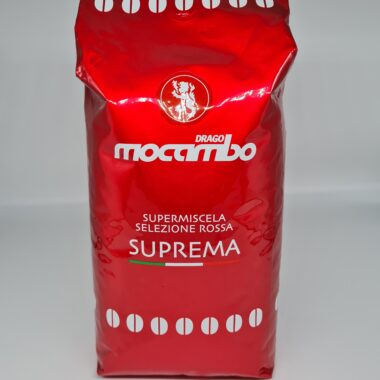 DRAGO
mocambo
SUPERMISCELA
SELEZIONE ROSSA
SUPREMA